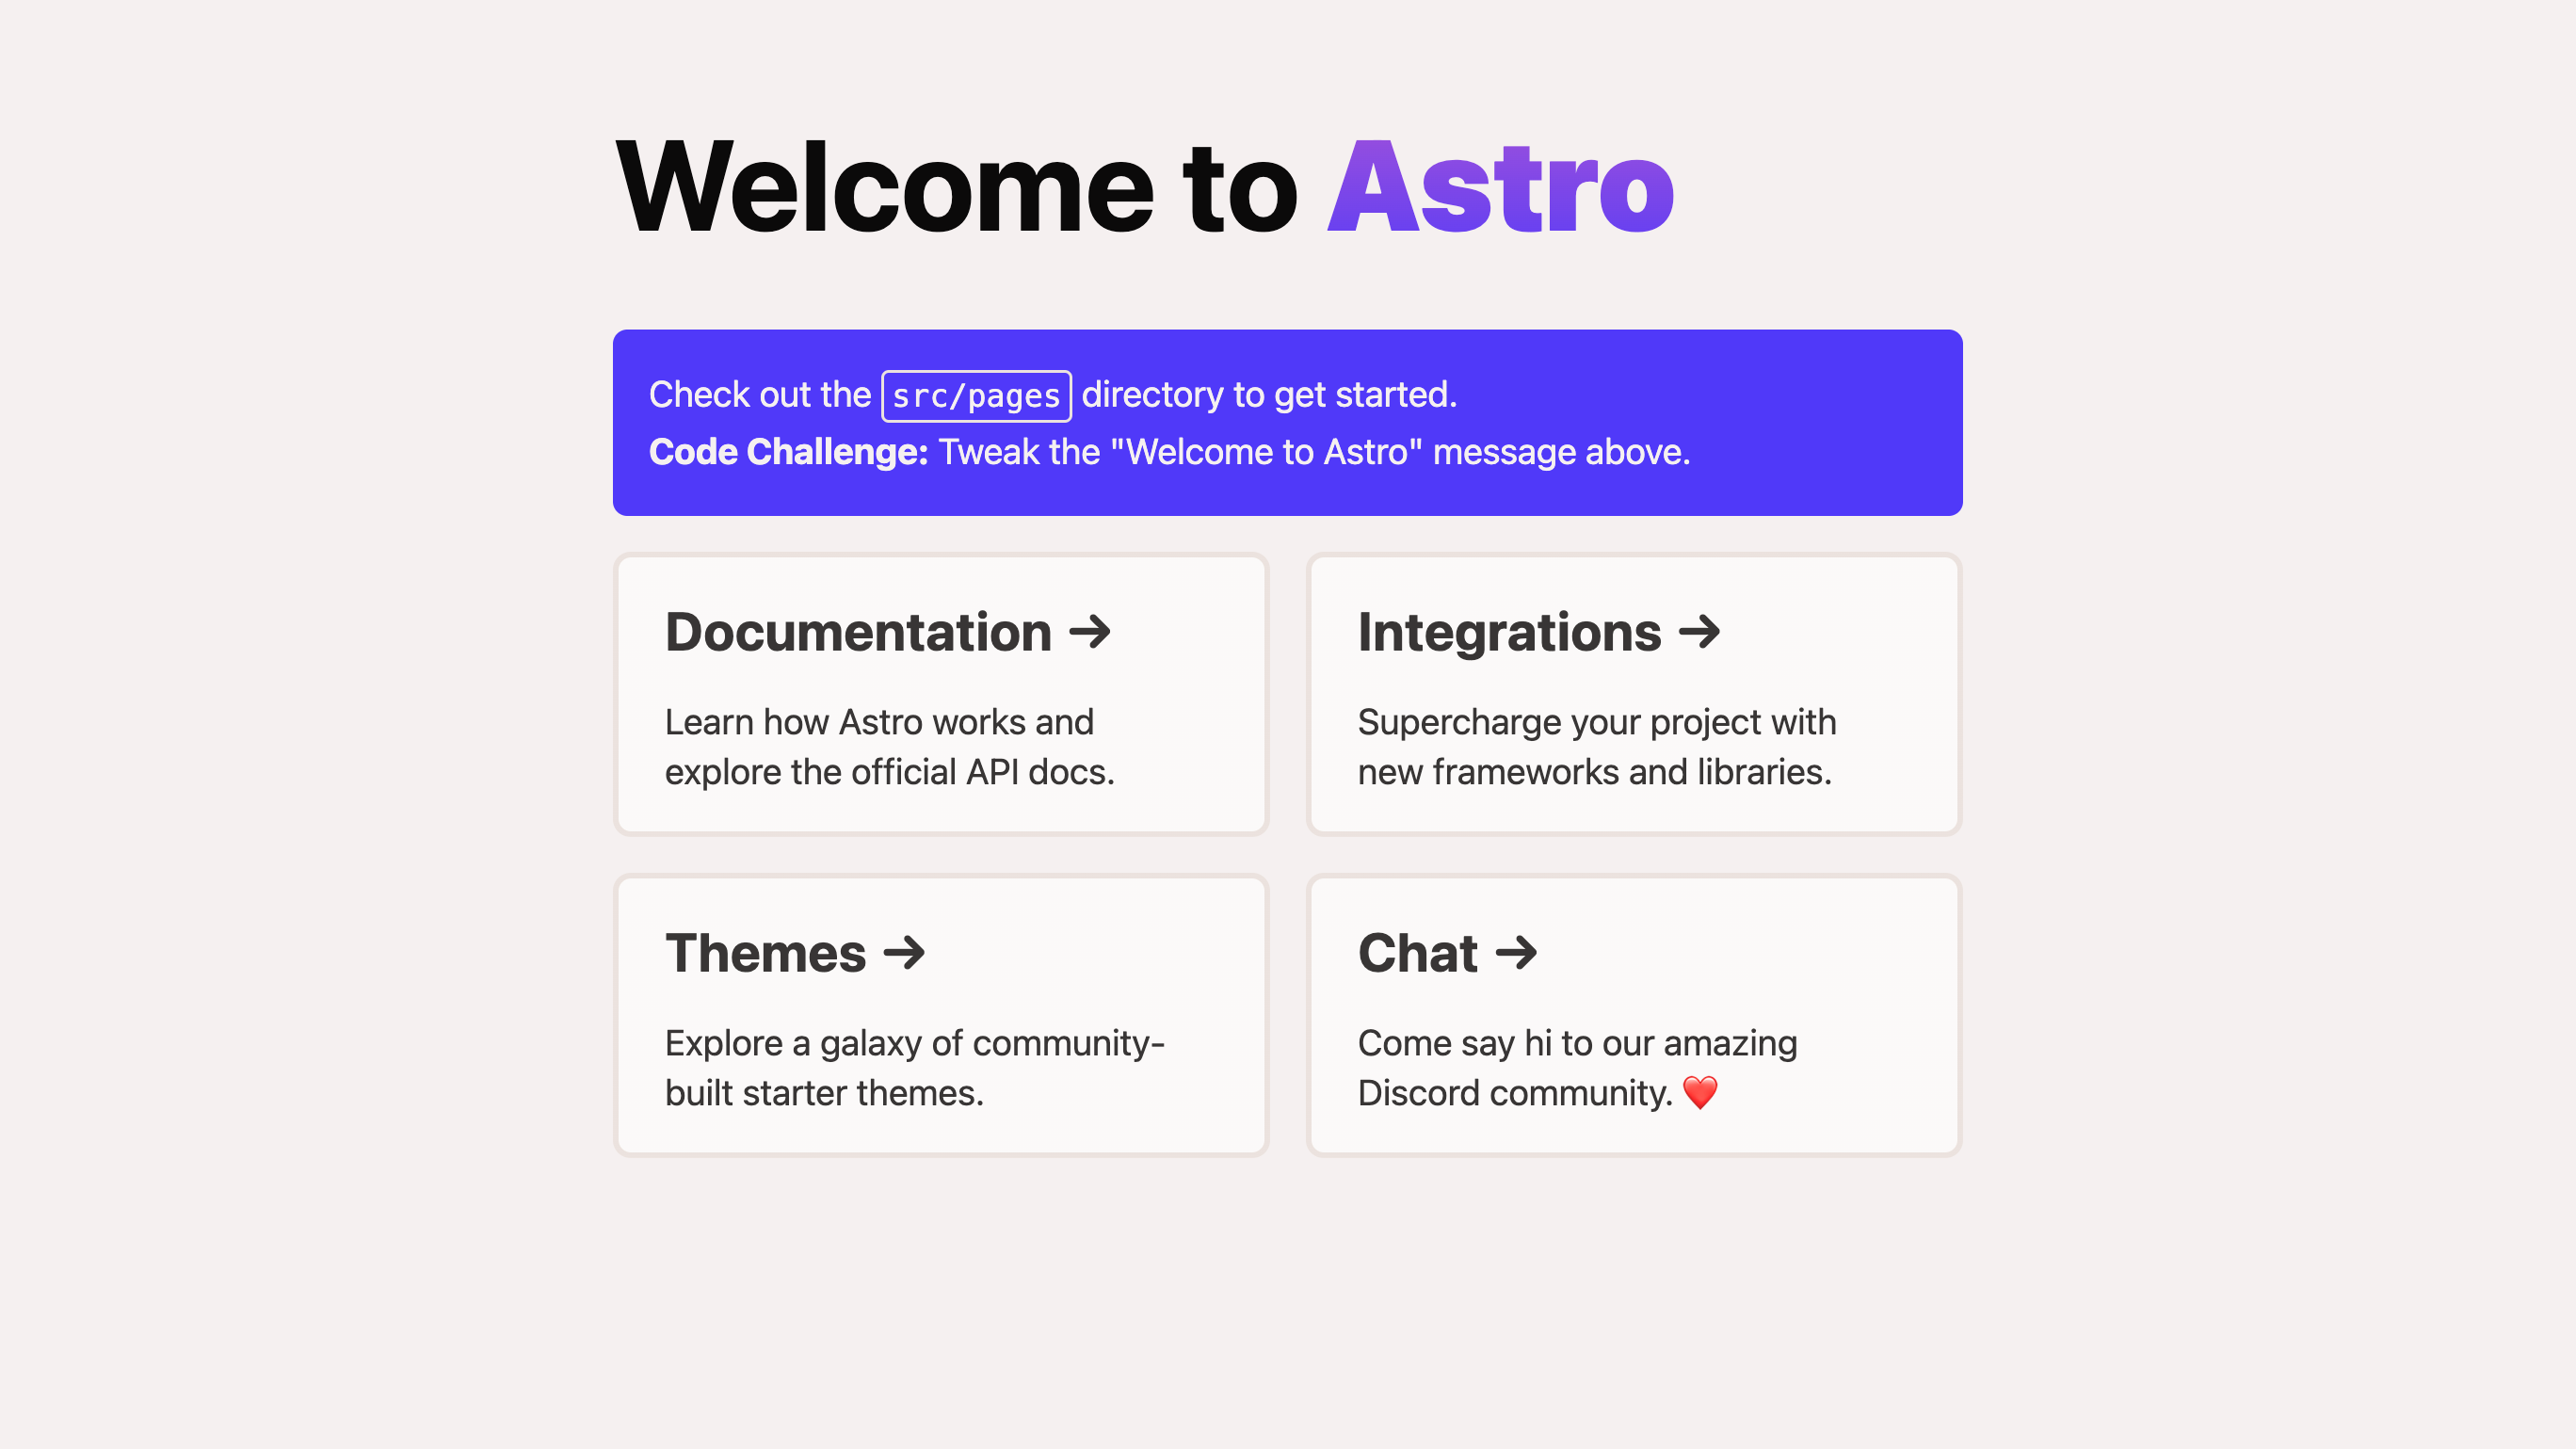 Welcome to Astro
Check out the src/pages directory to get started.
Code Challenge: Tweak the "Welcome to Astro" message above.
Documentation →
Learn how Astro works and
explore the official API docs.
Integrations →
Supercharge your project with
new frameworks and libraries.
Themes →
Explore a galaxy of community-
built starter themes.
Chat →
Come say hi to our amazing
Discord community. ❤️